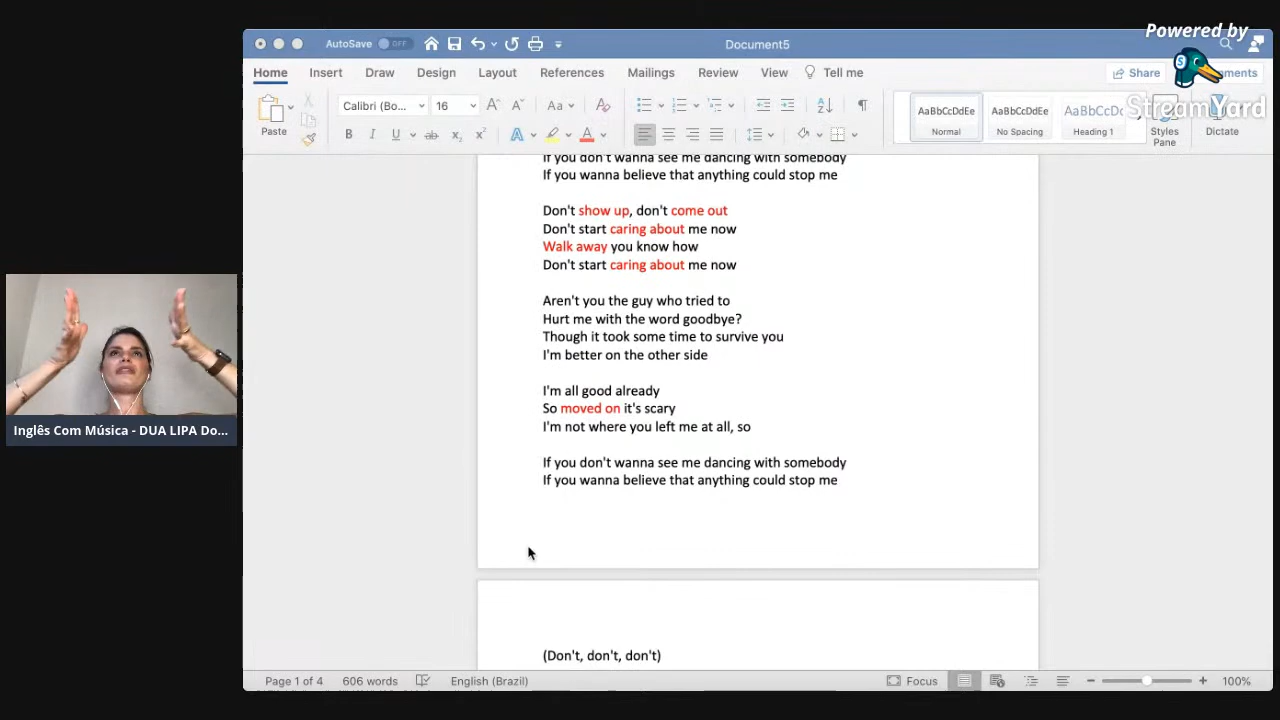 Powered by
StreamYard
AutoSave OFF
Document5
Home Insert Draw Design Layout References Mailings Review View Tell me
Share
Paste
Calibri (Bo... 16
Aa
B I U ab x₂ x²
A A
AaBbCcDdEe AaBbCcDdEe AaBbCcDc
Normal No Spacing Heading
Styles
Pane
Dictate
If you don't wanna see me dancing with somebody
If you wanna believe that anything could stop me
Don't show up, don't come out
Don't start caring about me now
Walk away you know how
Don't start caring about me now
Aren't you the guy who tried to
Hurt me with the word goodbye?
Though it took some time to survive you
I'm better on the other side
I'm all good already
So moved on it's scary
I'm not where you left me at all, so
If you don't wanna see me dancing with somebody
If you wanna believe that anything could stop me
(Don't, don't, don't)
Inglês Com Música - DUA LIPA Do...
Page 1 of 4 606 words English (Brazil) Focus 100%